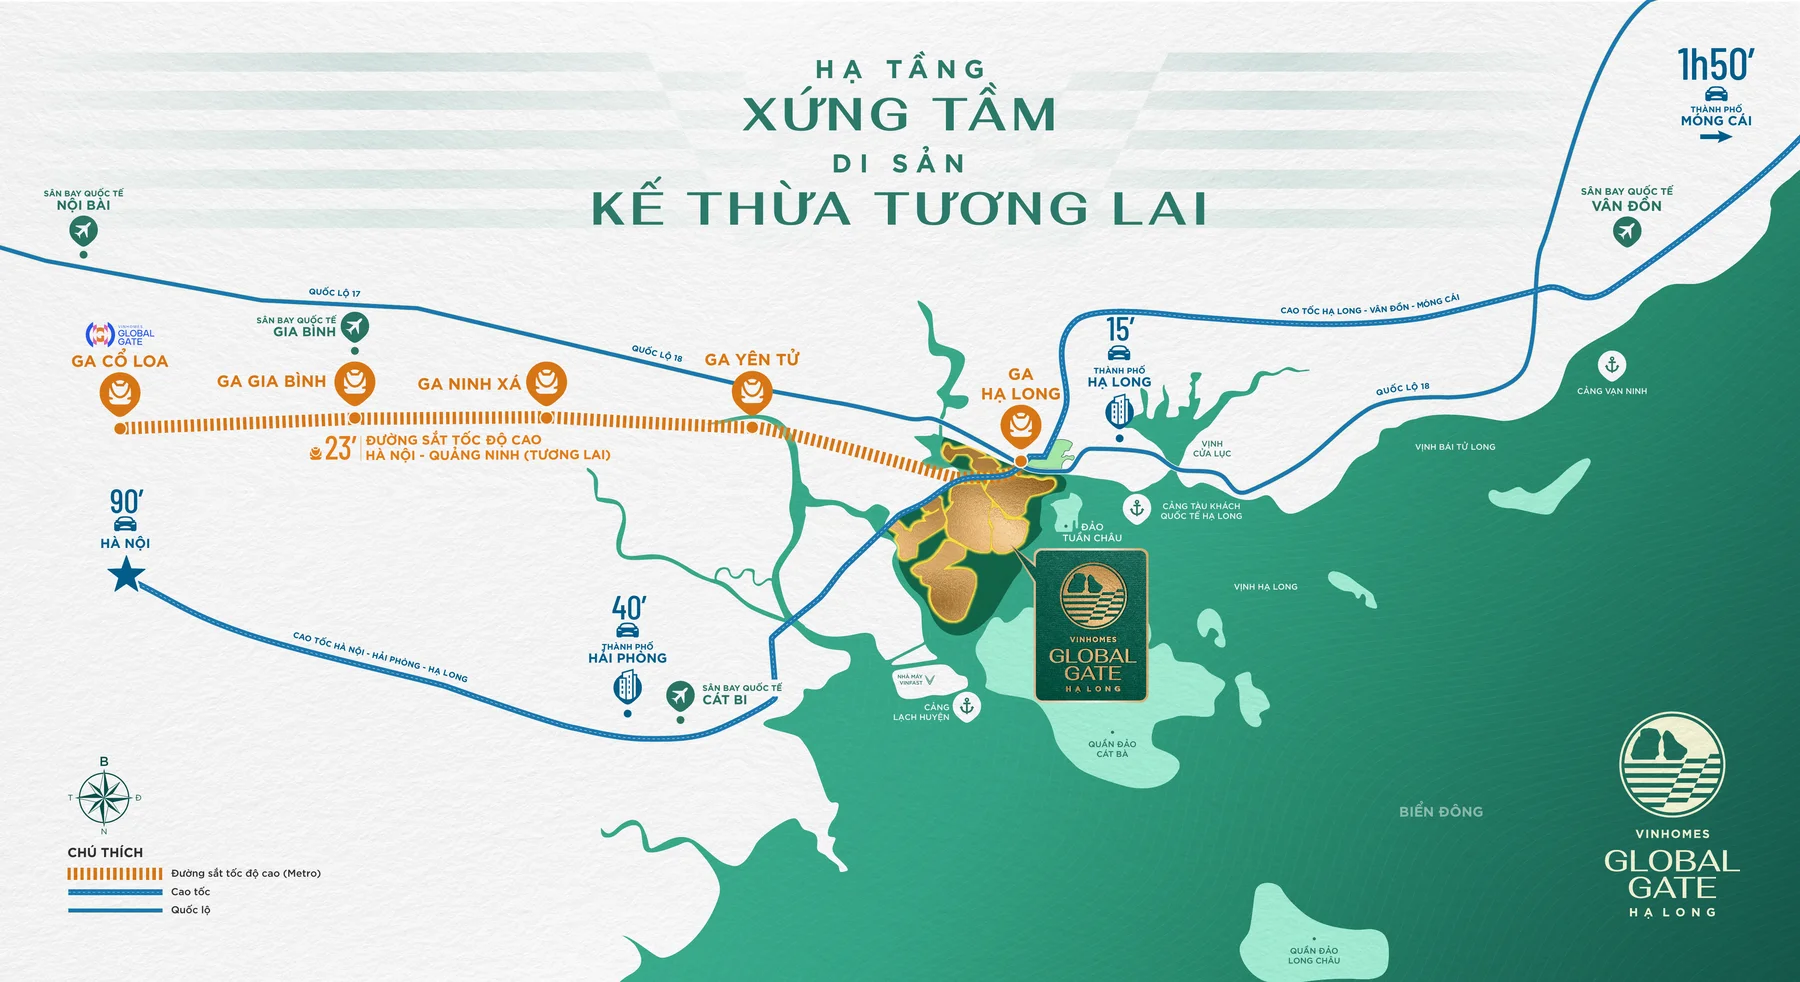 HẠ TẦNG
XỨNG TẦM
DI SẢN
KẾ THỪA TƯƠNG LAI
1h50'
THÀNH PHỐ
MÓNG CÁI
SÂN BAY QUỐC TẾ
NỘI BÀI
SÂN BAY QUỐC TẾ
VÂN ĐỒN
QUỐC LỘ 17
SÂN BAY QUỐC TẾ
GIA BÌNH
VINHOMES
GLOBAL
GATE
GA CỔ LOA
GA GIA BÌNH
GA NINH XÁ
QUỐC LỘ 18
GA YÊN TỬ
GA
HẠ LONG
15'
THÀNH PHỐ
HẠ LONG
CAO TỐC HẠ LONG - VÂN ĐỒN - MÓNG CÁI
QUỐC LỘ 18
CẢNG VẠN NINH
23'
ĐƯỜNG SẮT TỐC ĐỘ CAO
HÀ NỘI - QUẢNG NINH (TƯƠNG LAI)
VỊNH
CỬA LỤC
VỊNH BÁI TỬ LONG
90'
HÀ NỘI
CẢNG TÀU KHÁCH
QUỐC TẾ HẠ LONG
ĐẢO
TUẦN CHÂU
VỊNH HẠ LONG
CAO TỐC HÀ NỘI - HẢI PHÒNG - HẠ LONG
40'
THÀNH PHỐ
HẢI PHÒNG
SÂN BAY QUỐC TẾ
CÁT BI
VINHOMES
GLOBAL
GATE
HẠ LONG
NHÀ MÁY
VINFAST
CẢNG
LẠCH HUYỆN
QUẦN ĐẢO
CÁT BÀ
BIỂN ĐÔNG
B
T
Đ
N
CHÚ THÍCH
Đường sắt tốc độ cao (Metro)
Cao tốc
Quốc lộ
VINHOMES
GLOBAL
GATE
HẠ LONG
QUẦN ĐẢO
LONG CHÂU